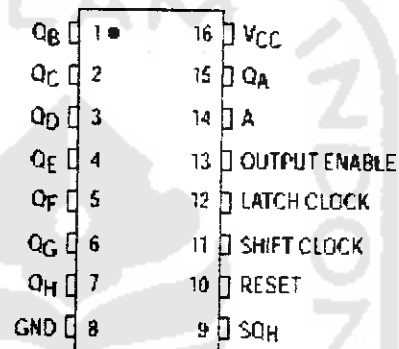 QB 1 16 VCC
QC 2 15 QA
QD 3 14 A
QE 4 13 OUTPUT ENABLE
QF 5 12 LATCH CLOCK
QG 6 11 SHIFT CLOCK
QH 7 10 RESET
GND 8 9 SQH